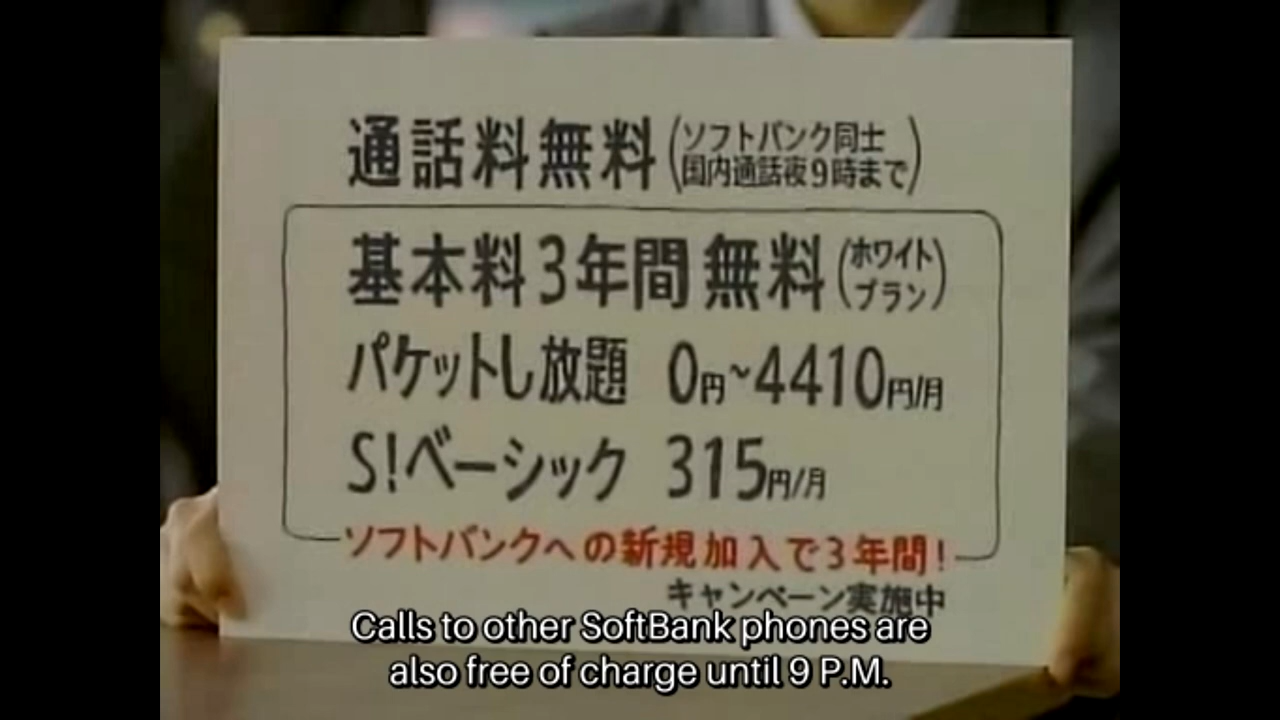 通話料無料(ソフトバンク同士
国内通話夜9時まで)
基本料3年間無料(ホワイト
プラン)
パケットし放題 0円~4410円/月
S!ベーシック 315円/月
ソフトバンクへの新規加入で3年間!
キャンペーン実施中
Calls to other SoftBank phones are
also free of charge until 9 P.M.